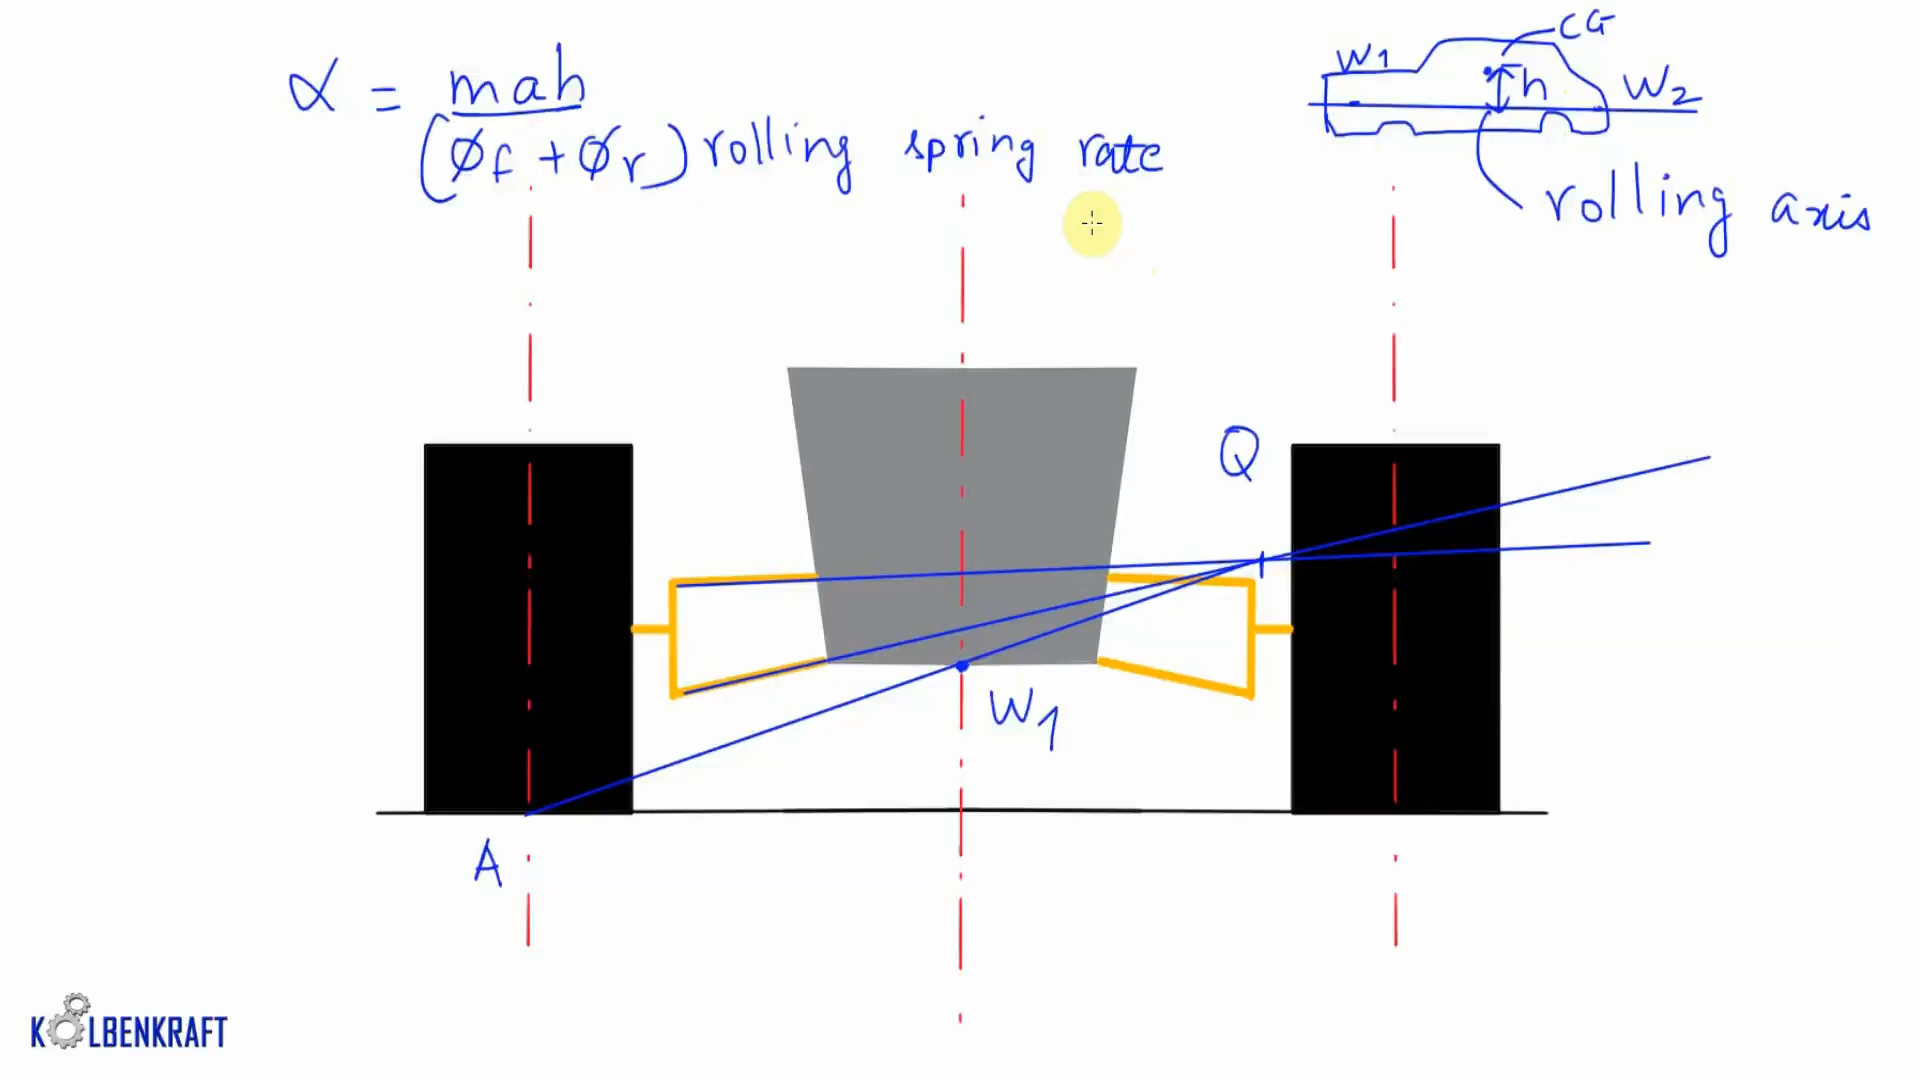 α = mah
(Øf + Ør) rolling spring rate
CG
W1
h
W2
rolling axis
Q
W1
A
KOLBENKRAFT